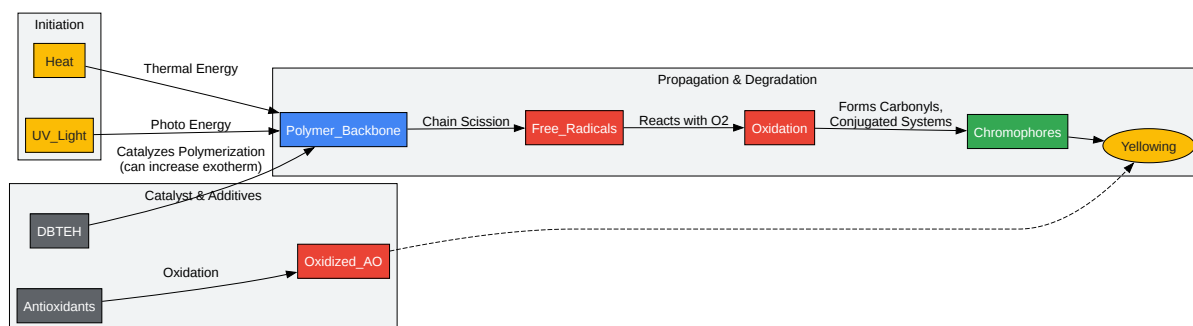 Initiation
Heat
Thermal Energy
Propagation & Degradation
UV_Light
Photo Energy
Polymer_Backbone
Chain Scission
Free_Radicals
Reacts with O2
Oxidation
Forms Carbonyls,
Conjugated Systems
Chromophores
Yellowing
Catalyzes Polymerization
(can increase exotherm)
Catalyst & Additives
DBTEH
Oxidized_AO
Oxidation
Antioxidants